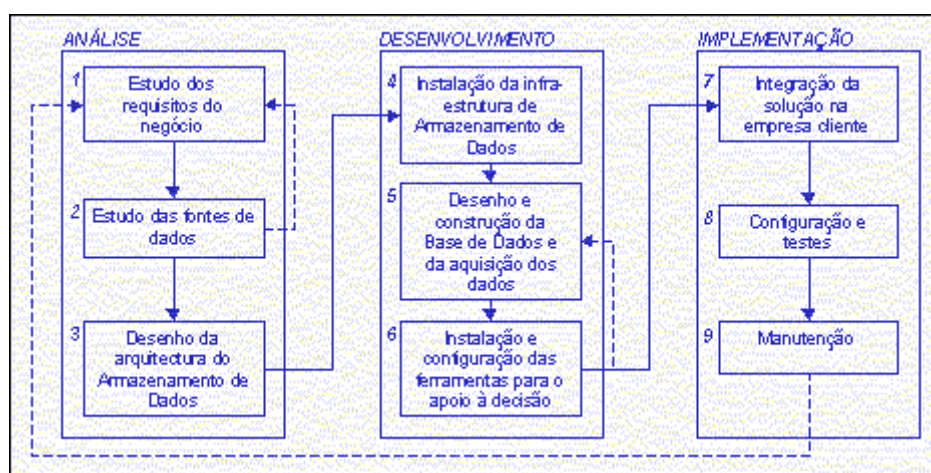 ANÁLISE
1
Estudo dos
requisitos do
negócio
2
Estudo das fontes de
dados
3
Desenho da
arquitectura do
Armazenamento de
Dados
DESENVOLVIMENTO
4
Instalação da infra-
estrutura de
Armazenamento de
Dados
5
Desenho e
construção da
Base de Dados e
da aquisição dos
dados
6
Instalação e
configuração das
ferramentas para o
apoio à decisão
IMPLEMENTAÇÃO
7
Integração da
solução na
empresa cliente
8
Configuração e
testes
9
Manutenção